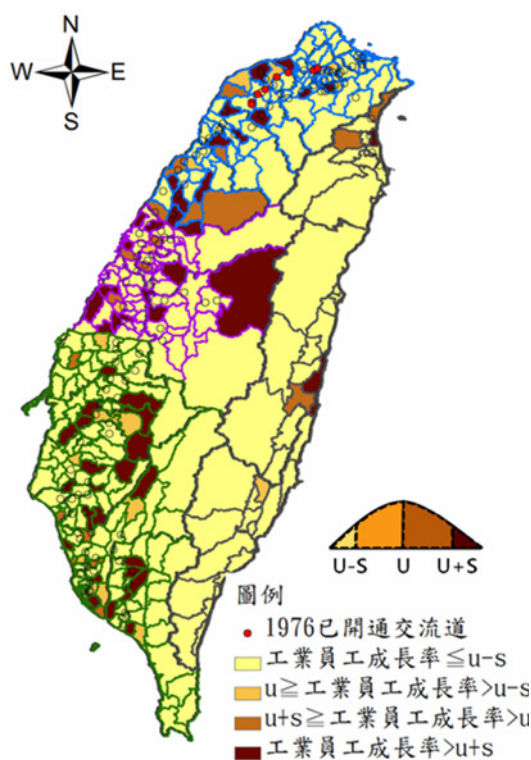 N
W E
S
U-S U U+S
圖例
1976已開通交流道
工業員工成長率≦u-s
u≧工業員工成長率>u-s
u+s≧工業員工成長率>u
工業員工成長率>u+s